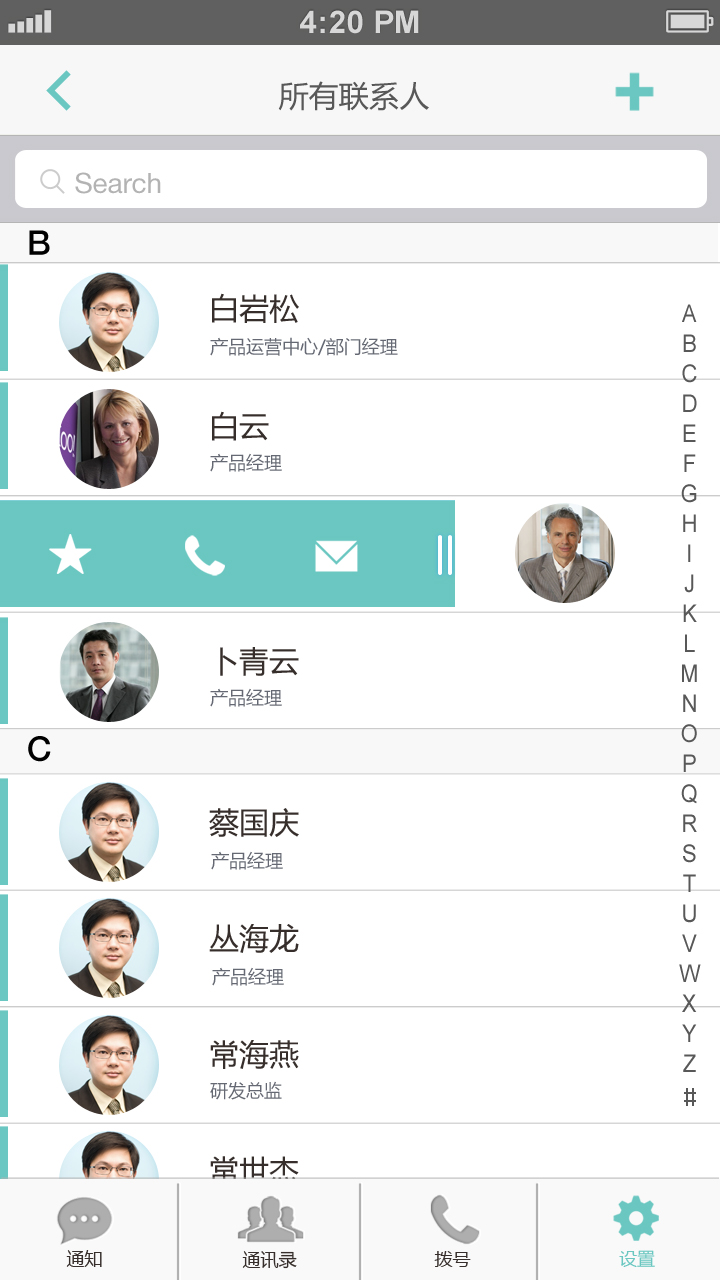 4:20 PM
所有联系人
Search
B
白岩松
产品运营中心/部门经理
白云
产品经理
卜青云
产品经理
C
蔡国庆
产品经理
丛海龙
产品经理
常海燕
研发总监
常世杰
A
B
C
D
E
F
G
H
I
J
K
L
M
N
O
P
Q
R
S
T
U
V
W
X
Y
Z
#
通知
通讯录
拨号
设置